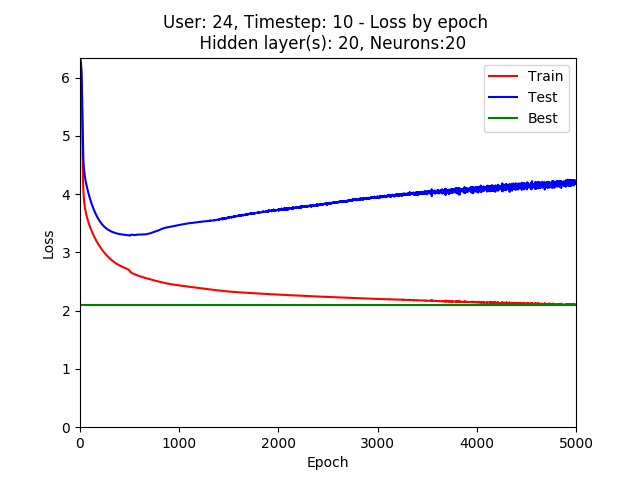 User: 24, Timestep: 10 - Loss by epoch
Hidden layer(s): 20, Neurons:20
Train
Test
Best
6
5
4
3
2
1
0
Loss
0
1000
2000
3000
4000
5000
Epoch